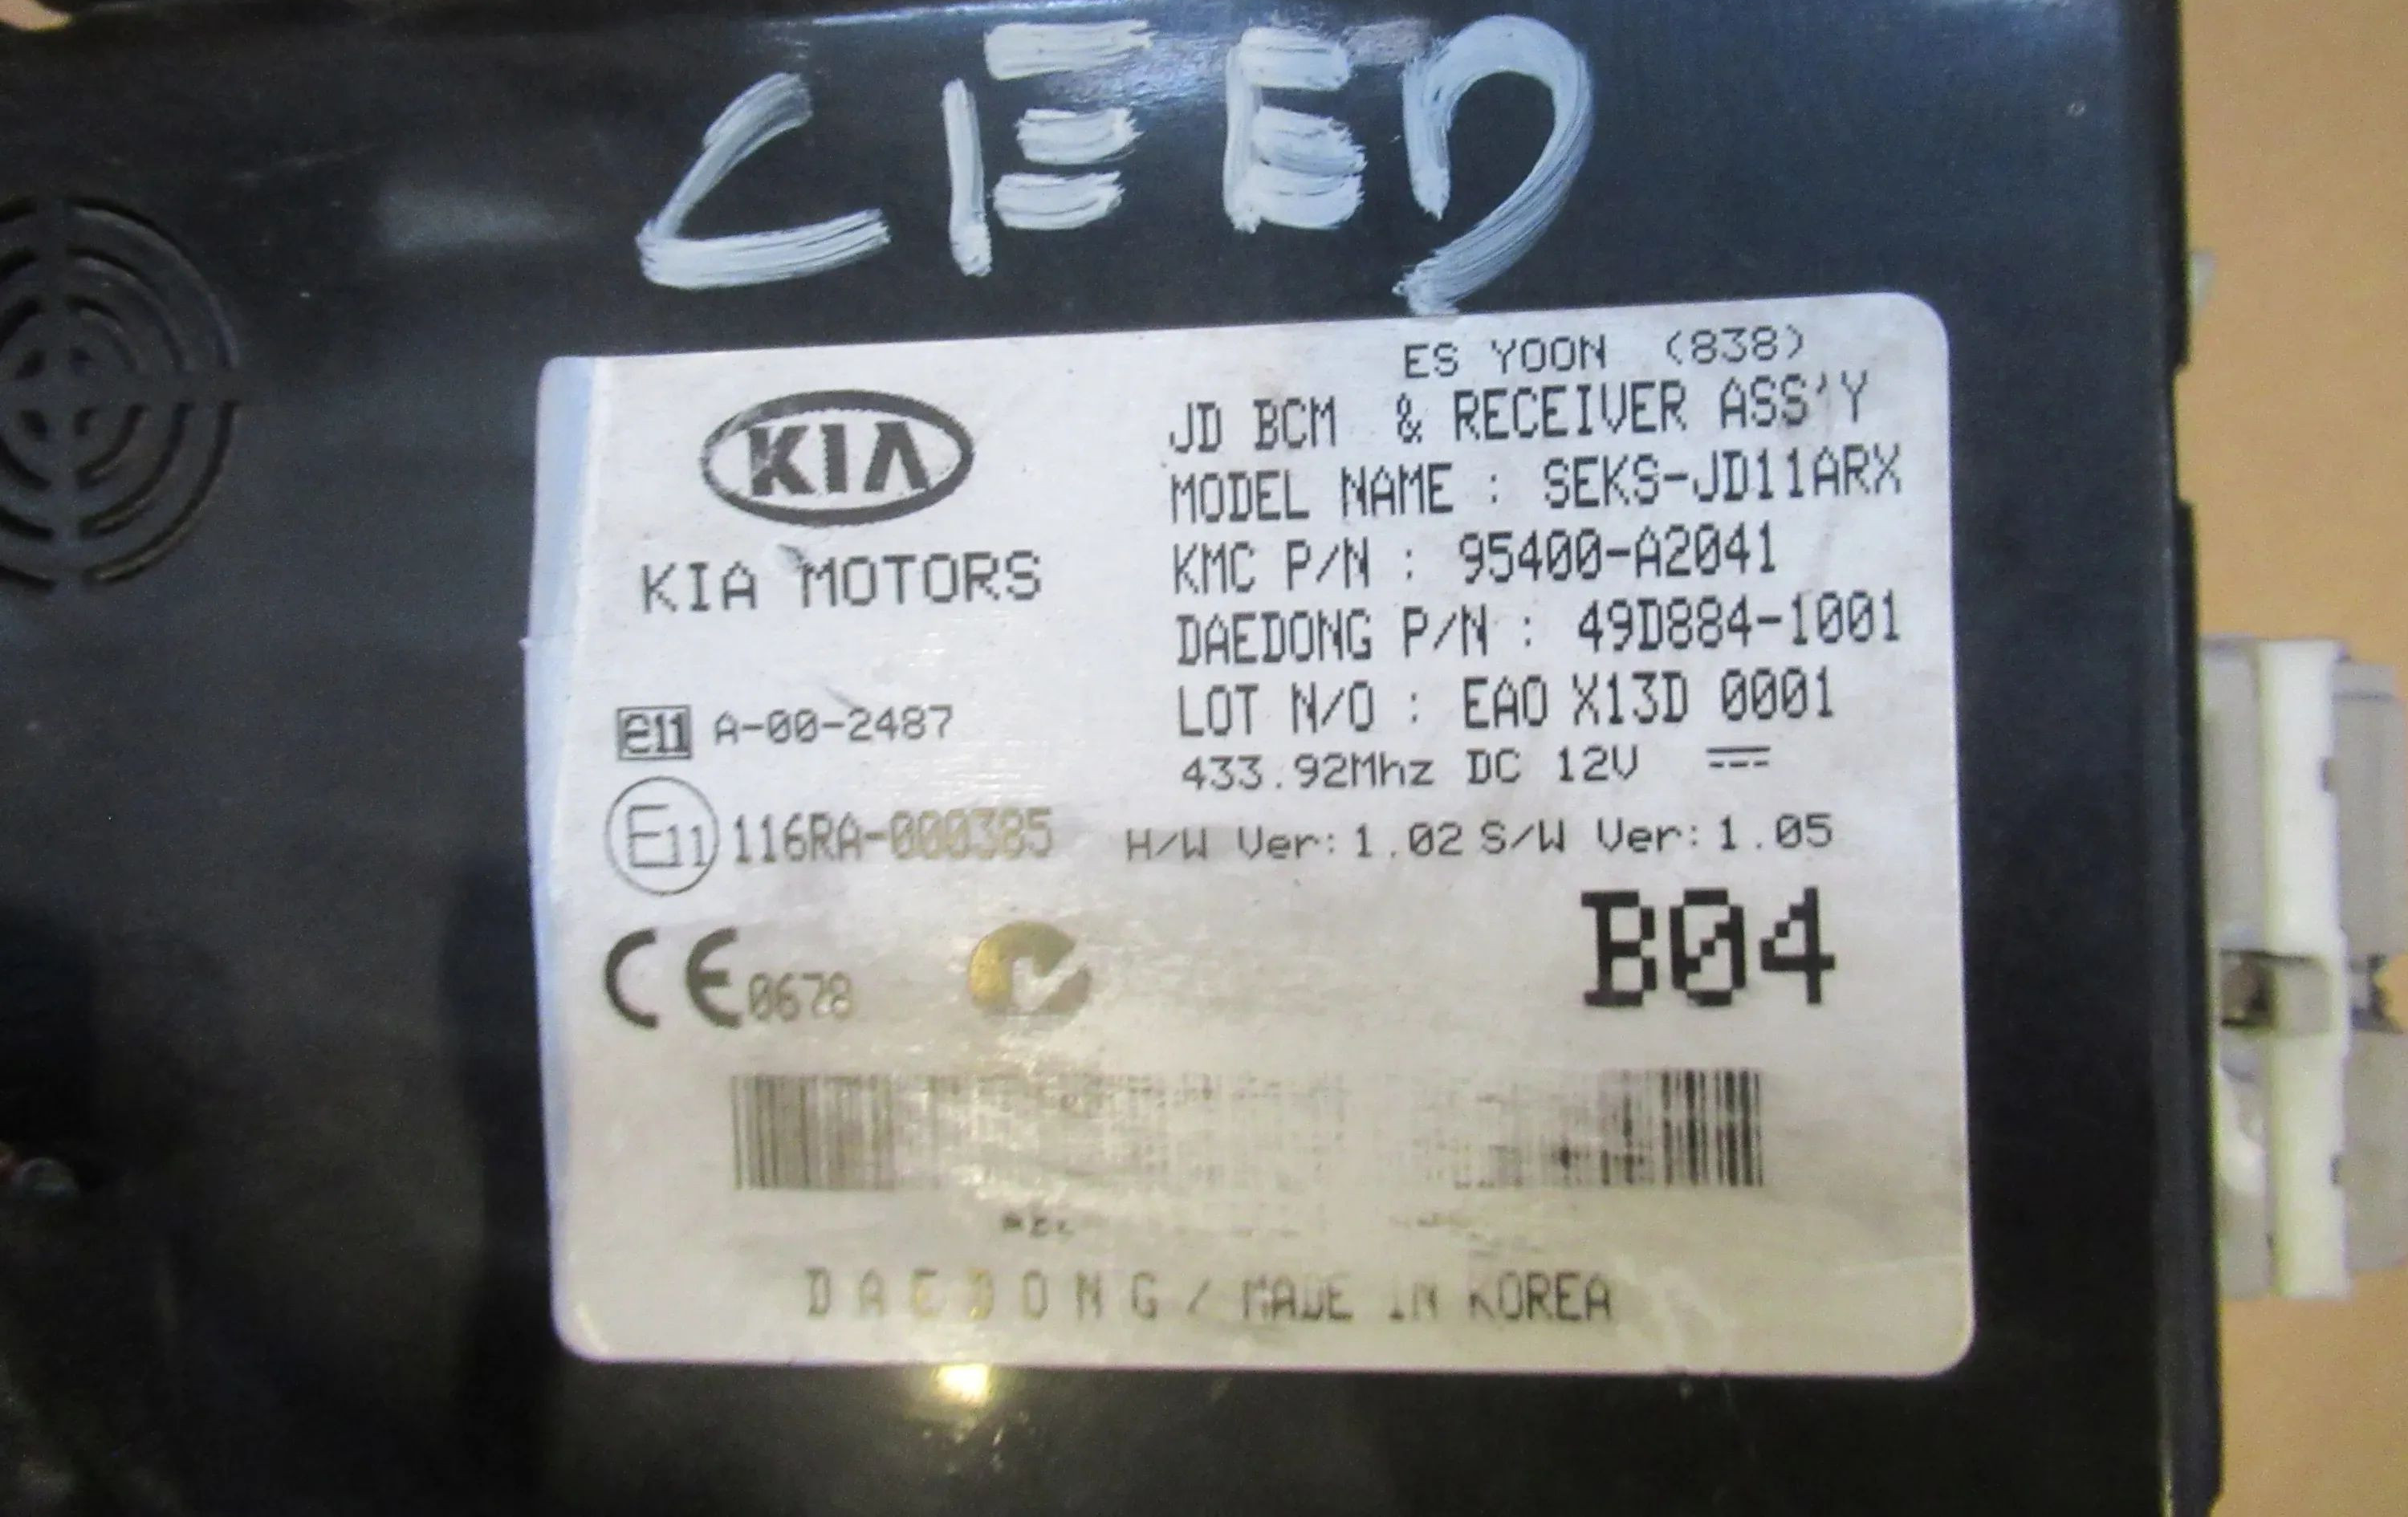 CEED
ES YOON (838)
JD BCM & RECEIVER ASS'Y
MODEL NAME : SEKS-JD11ARX
KMC P/N : 95400-A2041
DAEDONG P/N : 49D884-1001
LOT N/O : EAO X13D 0001
433.92Mhz DC 12V
H/W Ver: 1.02 S/W Ver: 1.05
B04
KIA
KIA MOTORS
e11 A-00-2487
E11 116RA-000385
CE 0678
DAEDONG / MADE IN KOREA